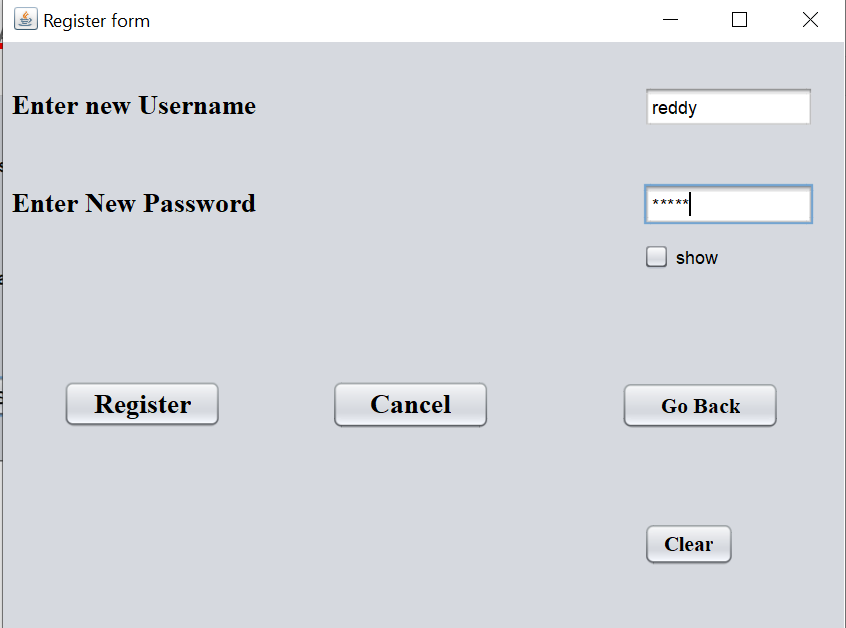 Register form
Enter new Username
reddy
Enter New Password
*****
show
Register
Cancel
Go Back
Clear